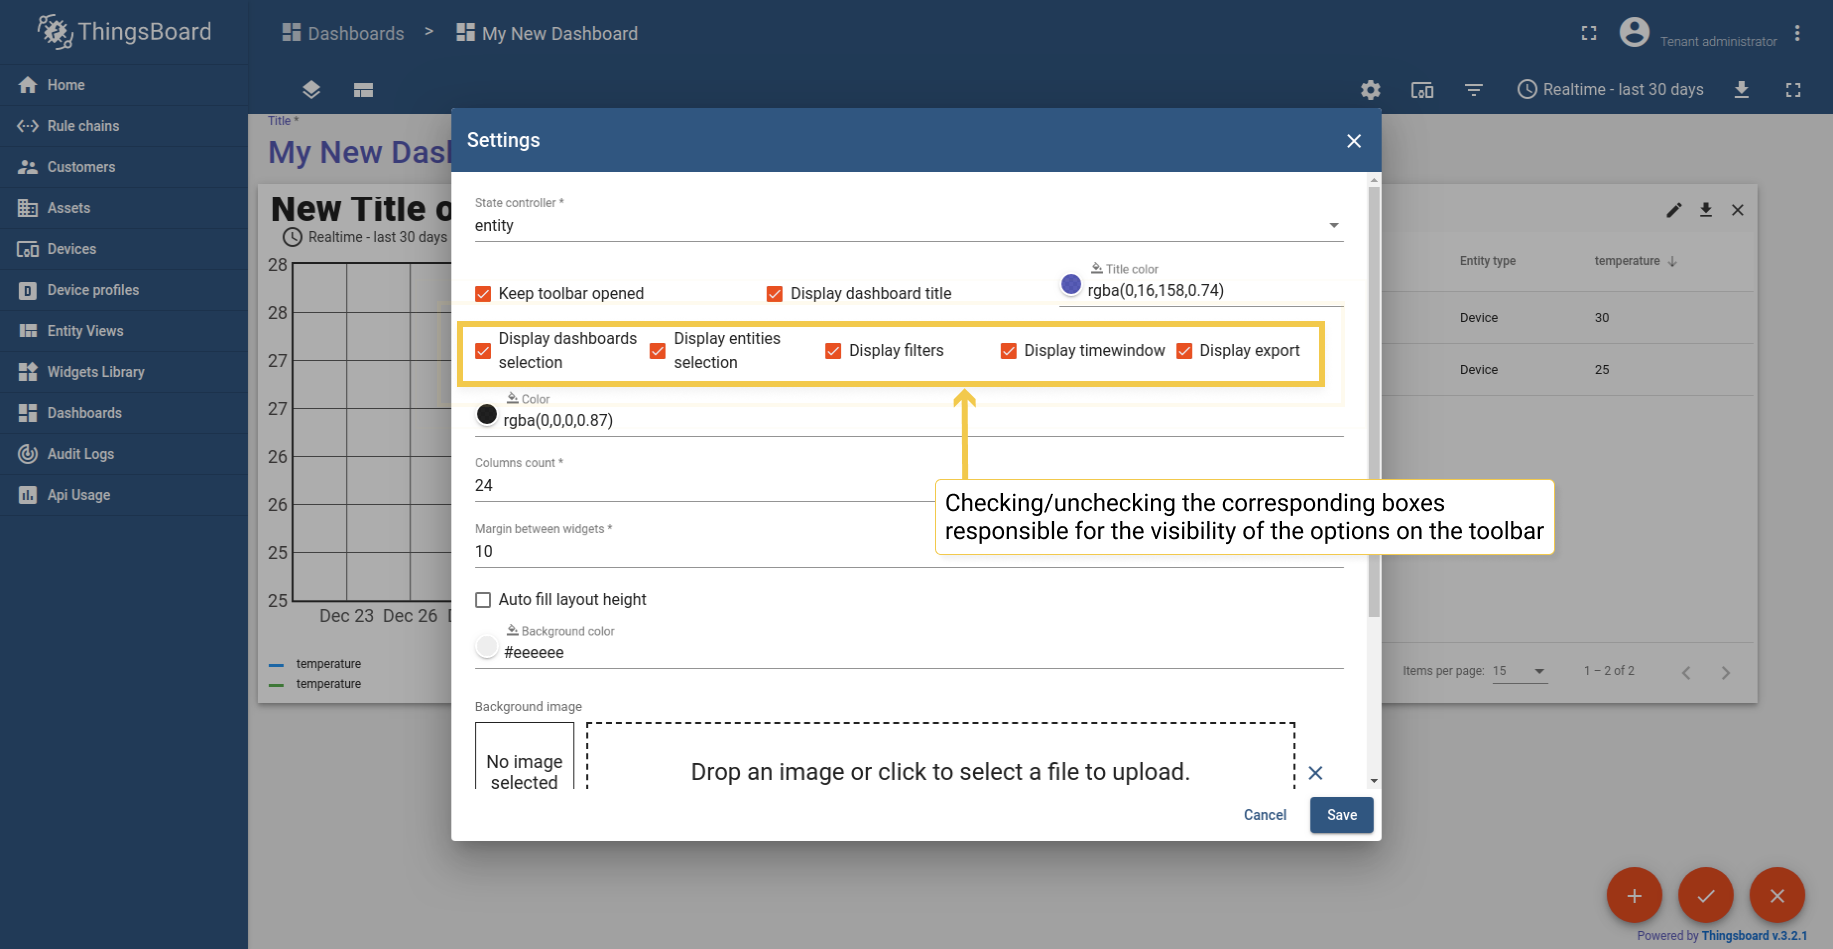 ThingsBoard
Dashboards > My New Dashboard
Tenant administrator
Realtime - last 30 days
Home
Rule chains
Customers
Assets
Devices
Device profiles
Entity Views
Widgets Library
Dashboards
Audit Logs
Api Usage
Title *
My New Das
New Title o
Realtime - last 30 days
28
28
27
27
26
26
25
25
Dec 23 Dec 26
temperature
temperature
Settings
State controller *
entity
Keep toolbar opened
Display dashboard title
Title color
rgba(0,16,158,0.74)
Display dashboards
selection
Display entities
selection
Display filters
Display timewindow
Display export
Color
rgba(0,0,0,0.87)
Columns count *
24
Checking/unchecking the corresponding boxes
responsible for the visibility of the options on the toolbar
Margin between widgets *
10
Auto fill layout height
Background color
#eeeeee
Background image
No image
selected
Drop an image or click to select a file to upload.
Cancel
Save
Entity type temperature
Device 30
Device 25
Items per page: 15 1 – 2 of 2
Powered by Thingsboard v.3.2.1